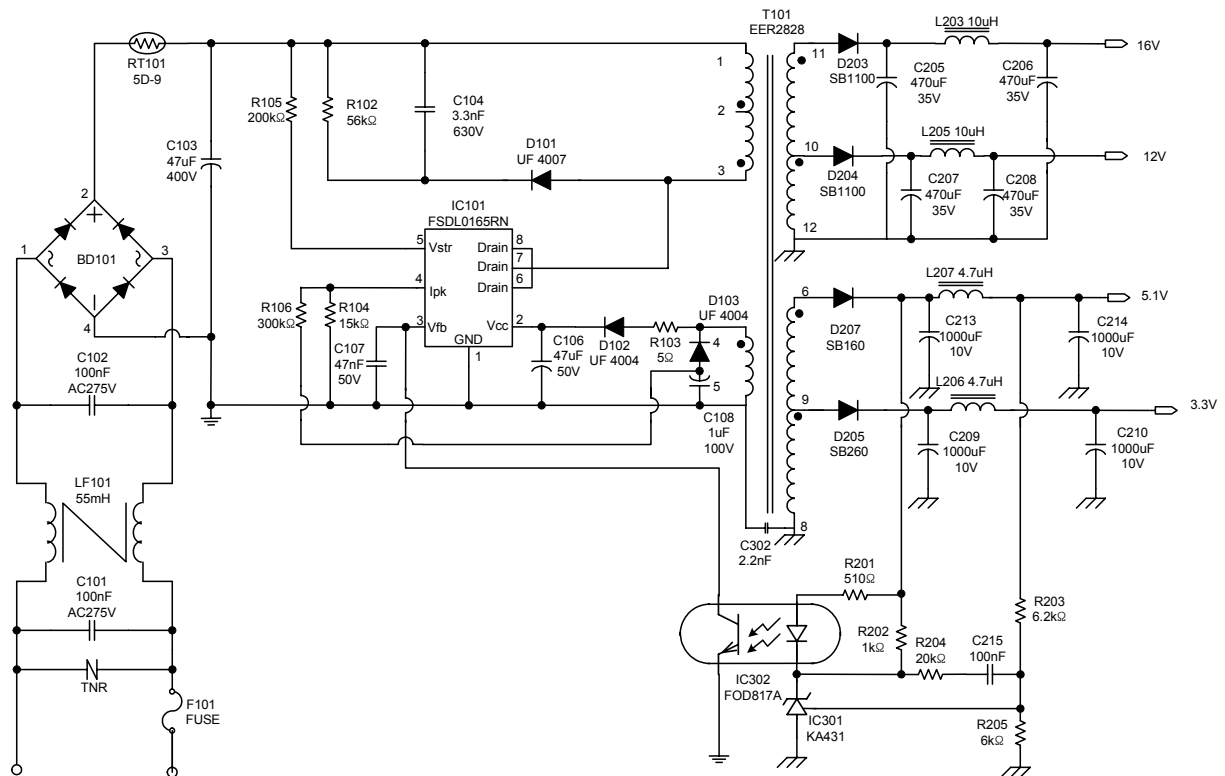 T101
EER2828
RT101
5D-9
C103
47uF
400V
R105
200kΩ
R102
56kΩ
C104
3.3nF
630V
D101
UF 4007
1
2
3
11
10
12
D203
SB1100
L203 10uH
C205
470uF
35V
C206
470uF
35V
16V
D204
SB1100
L205 10uH
C207
470uF
35V
C208
470uF
35V
12V
2
1
3
4
BD101
IC101
FSDL0165RN
5
Vstr
4
Ipk
3
Vfb
GND
1
Drain
8
Drain
7
Drain
6
Vcc
2
R106
300kΩ
R104
15kΩ
C107
47nF
50V
C106
47uF
50V
D102
UF 4004
R103
5Ω
D103
UF 4004
4
5
C108
1uF
100V
6
9
8
D207
SB160
L207 4.7uH
C213
1000uF
10V
C214
1000uF
10V
5.1V
D205
SB260
L206 4.7uH
C209
1000uF
10V
C210
1000uF
10V
3.3V
C102
100nF
AC275V
LF101
55mH
C101
100nF
AC275V
TNR
F101
FUSE
C302
2.2nF
R201
510Ω
R202
1kΩ
R204
20kΩ
C215
100nF
R203
6.2kΩ
R205
6kΩ
IC302
FOD817A
IC301
KA431